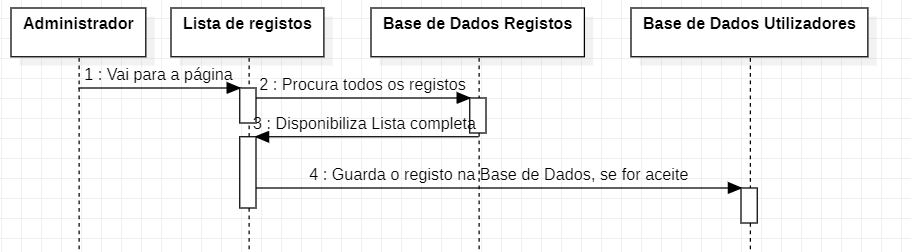 Administrador
Lista de registos
Base de Dados Registos
Base de Dados Utilizadores
1 : Vai para a página
2 : Procura todos os registos
3 : Disponibiliza Lista completa
4 : Guarda o registo na Base de Dados, se for aceite